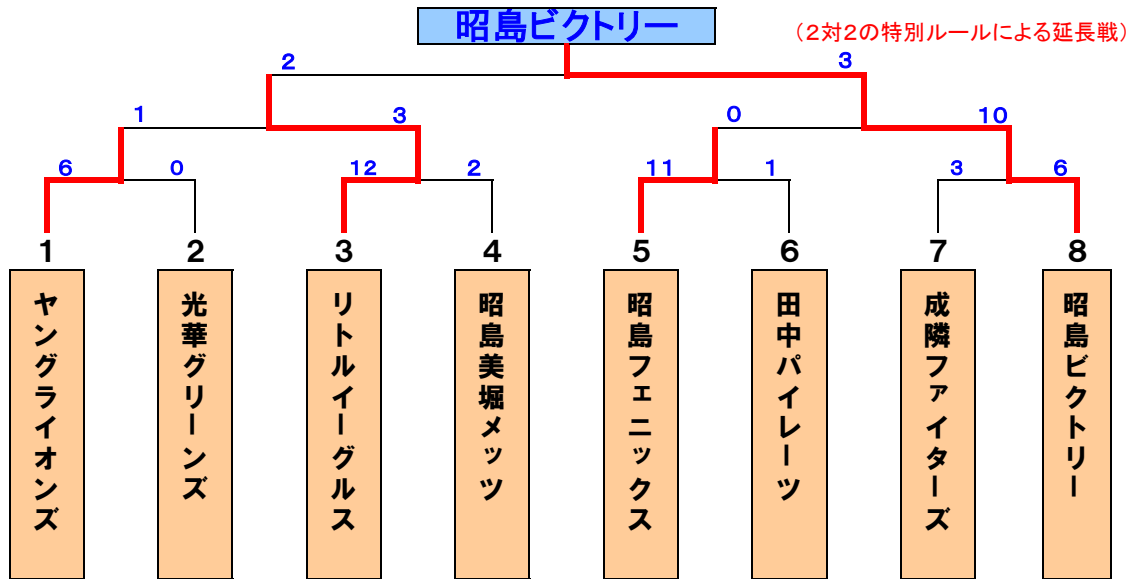 昭島ビクトリー
(2対2の特別ルールによる延長戦)
2
3
1
3
0
10
6
0
12
2
11
1
3
6
1
2
3
4
5
6
7
8
ヤングライオンズ
光華グリーンズ
リトルイーグルス
昭島美堀メッツ
昭島フェニックス
田中パイレーツ
成隣ファイターズ
昭島ビクトリー